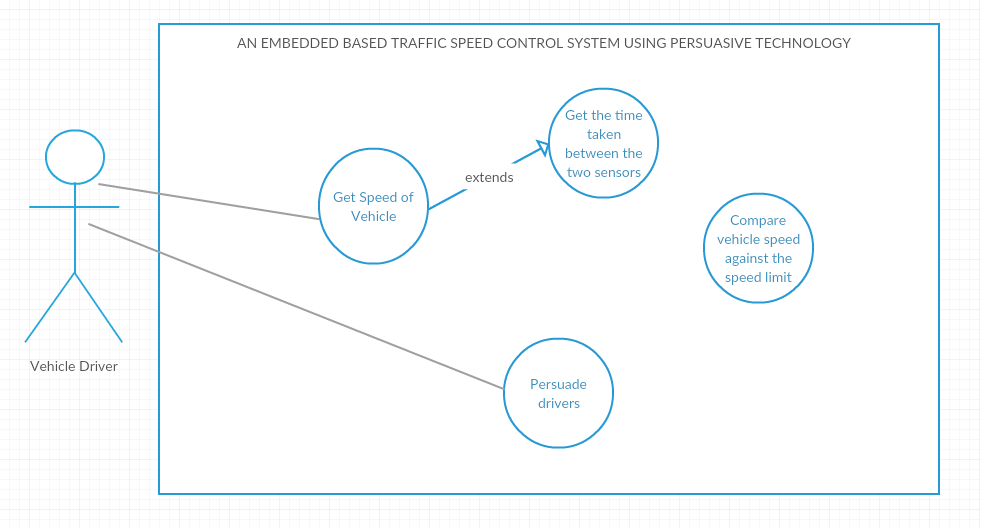 AN EMBEDDED BASED TRAFFIC SPEED CONTROL SYSTEM USING PERSUASIVE TECHNOLOGY
Get the time
taken
between the
two sensors
extends
Get Speed of
Vehicle
Compare
vehicle speed
against the
speed limit
Vehicle Driver
Persuade
drivers